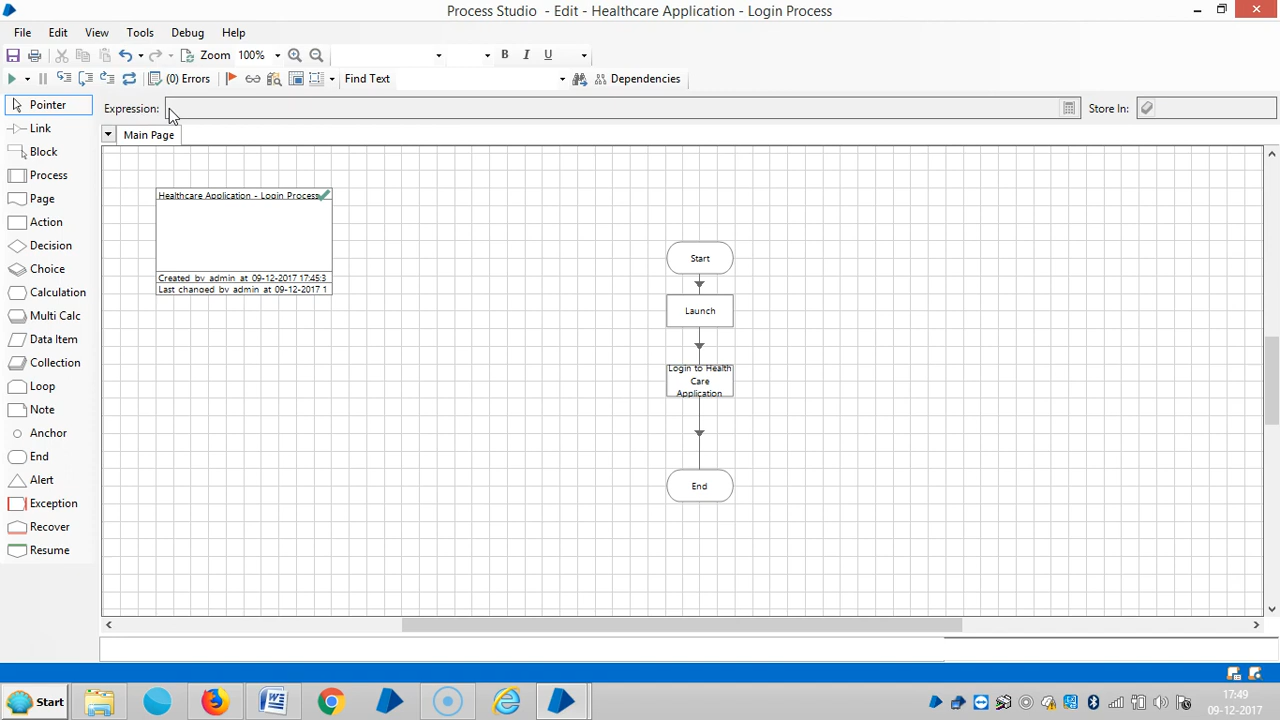 Process Studio  - Edit - Healthcare Application - Login Process
File Edit View Tools Debug Help
Zoom 100% B I U
(0) Errors Find Text Dependencies
Expression: Store In:
Pointer
Link
Block
Process
Page
Action
Decision
Choice
Calculation
Multi Calc
Data Item
Collection
Loop
Note
Anchor
End
Alert
Exception
Recover
Resume
Main Page
Healthcare Application - Login Process
Created by admin at 09-12-2017 17:45:3
Last changed by admin at 09-12-2017 1
Start
Launch
Login to Health
Care
Application
End
Start
17:49
09-12-2017